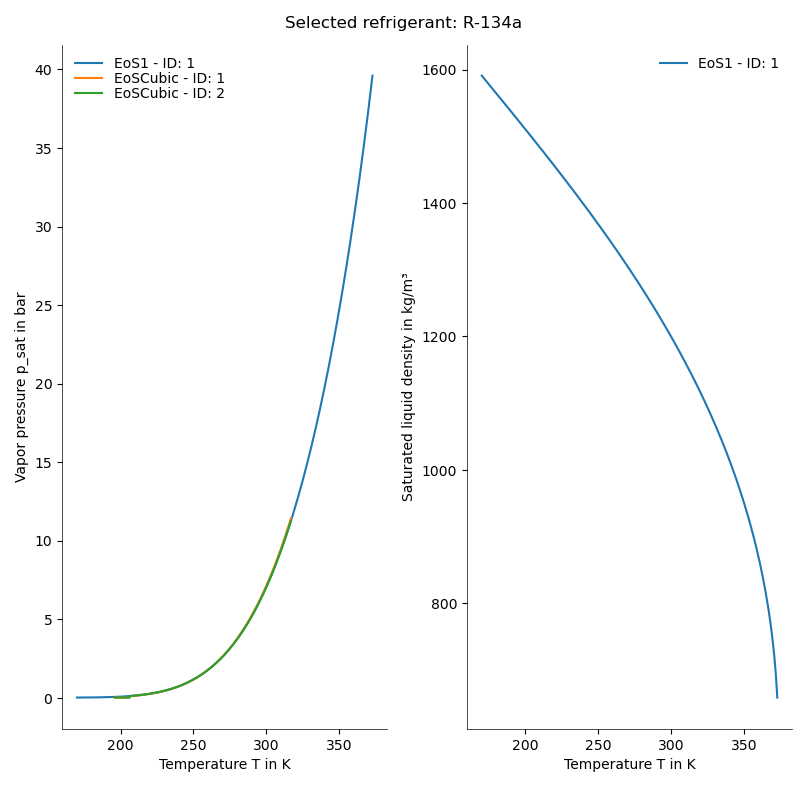 Selected refrigerant: R-134a
EoS1 - ID: 1
EoSCubic - ID: 1
EoSCubic - ID: 2
40
35
30
25
20
15
10
5
0
200
250
300
350
Temperature T in K
Vapor pressure p_sat in bar
EoS1 - ID: 1
1600
1400
1200
1000
800
200
250
300
350
Temperature T in K
Saturated liquid density in kg/m³